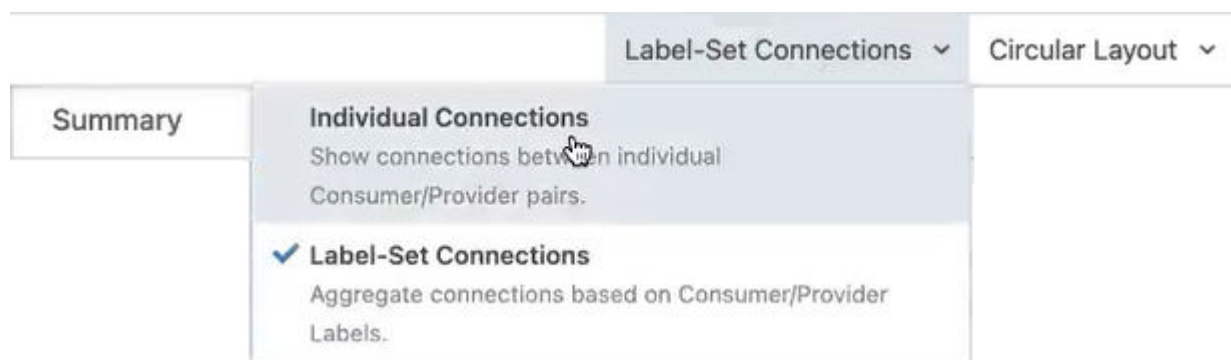 Label-Set Connections
Circular Layout
Summary
Individual Connections
Show connections between individual
Consumer/Provider pairs.
Label-Set Connections
Aggregate connections based on Consumer/Provider
Labels.